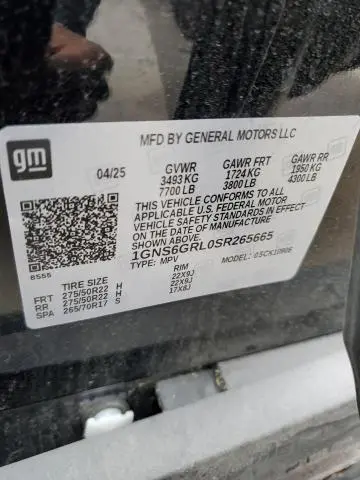 gm
MFD BY GENERAL MOTORS LLC
04/25 GVWR GAWR FRT GAWR RR
3493 KG 1724 KG 1950 KG
7700 LB 3800 LB 4300 LB
THIS VEHICLE CONFORMS TO ALL APPLICABLE U.S. FEDERAL MOTOR
VEHICLE SAFETY STANDARDS IN EFFECT ON THE
DATE OF MANUFACTURE SHOWN ABOVE.
1GNS6GRL0SR265665
TYPE: MPV
8555
TIRE SIZE RIM
FRT 275/50R22 H 22X9J
RR 275/50R22 H 22X9J
SPA 265/70R17 S 17X8J